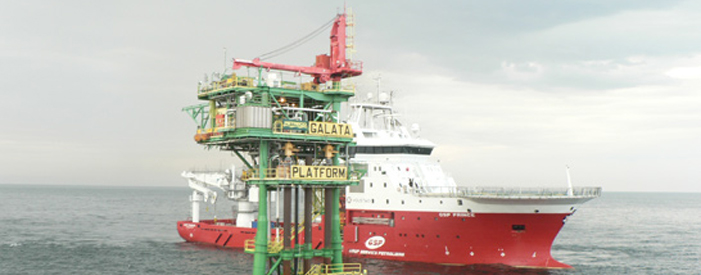 GALATA
PLATFORM
GSP PRINCE
GSP